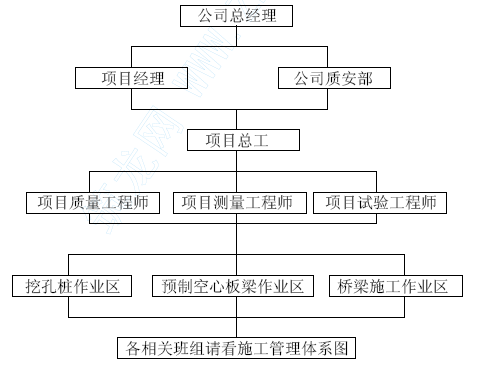 公司总经理
项目经理
公司质安部
项目总工
项目质量工程师
项目测量工程师
项目试验工程师
挖孔桩作业区
预制空心板梁作业区
桥梁施工作业区
各相关班组请看施工管理体系图